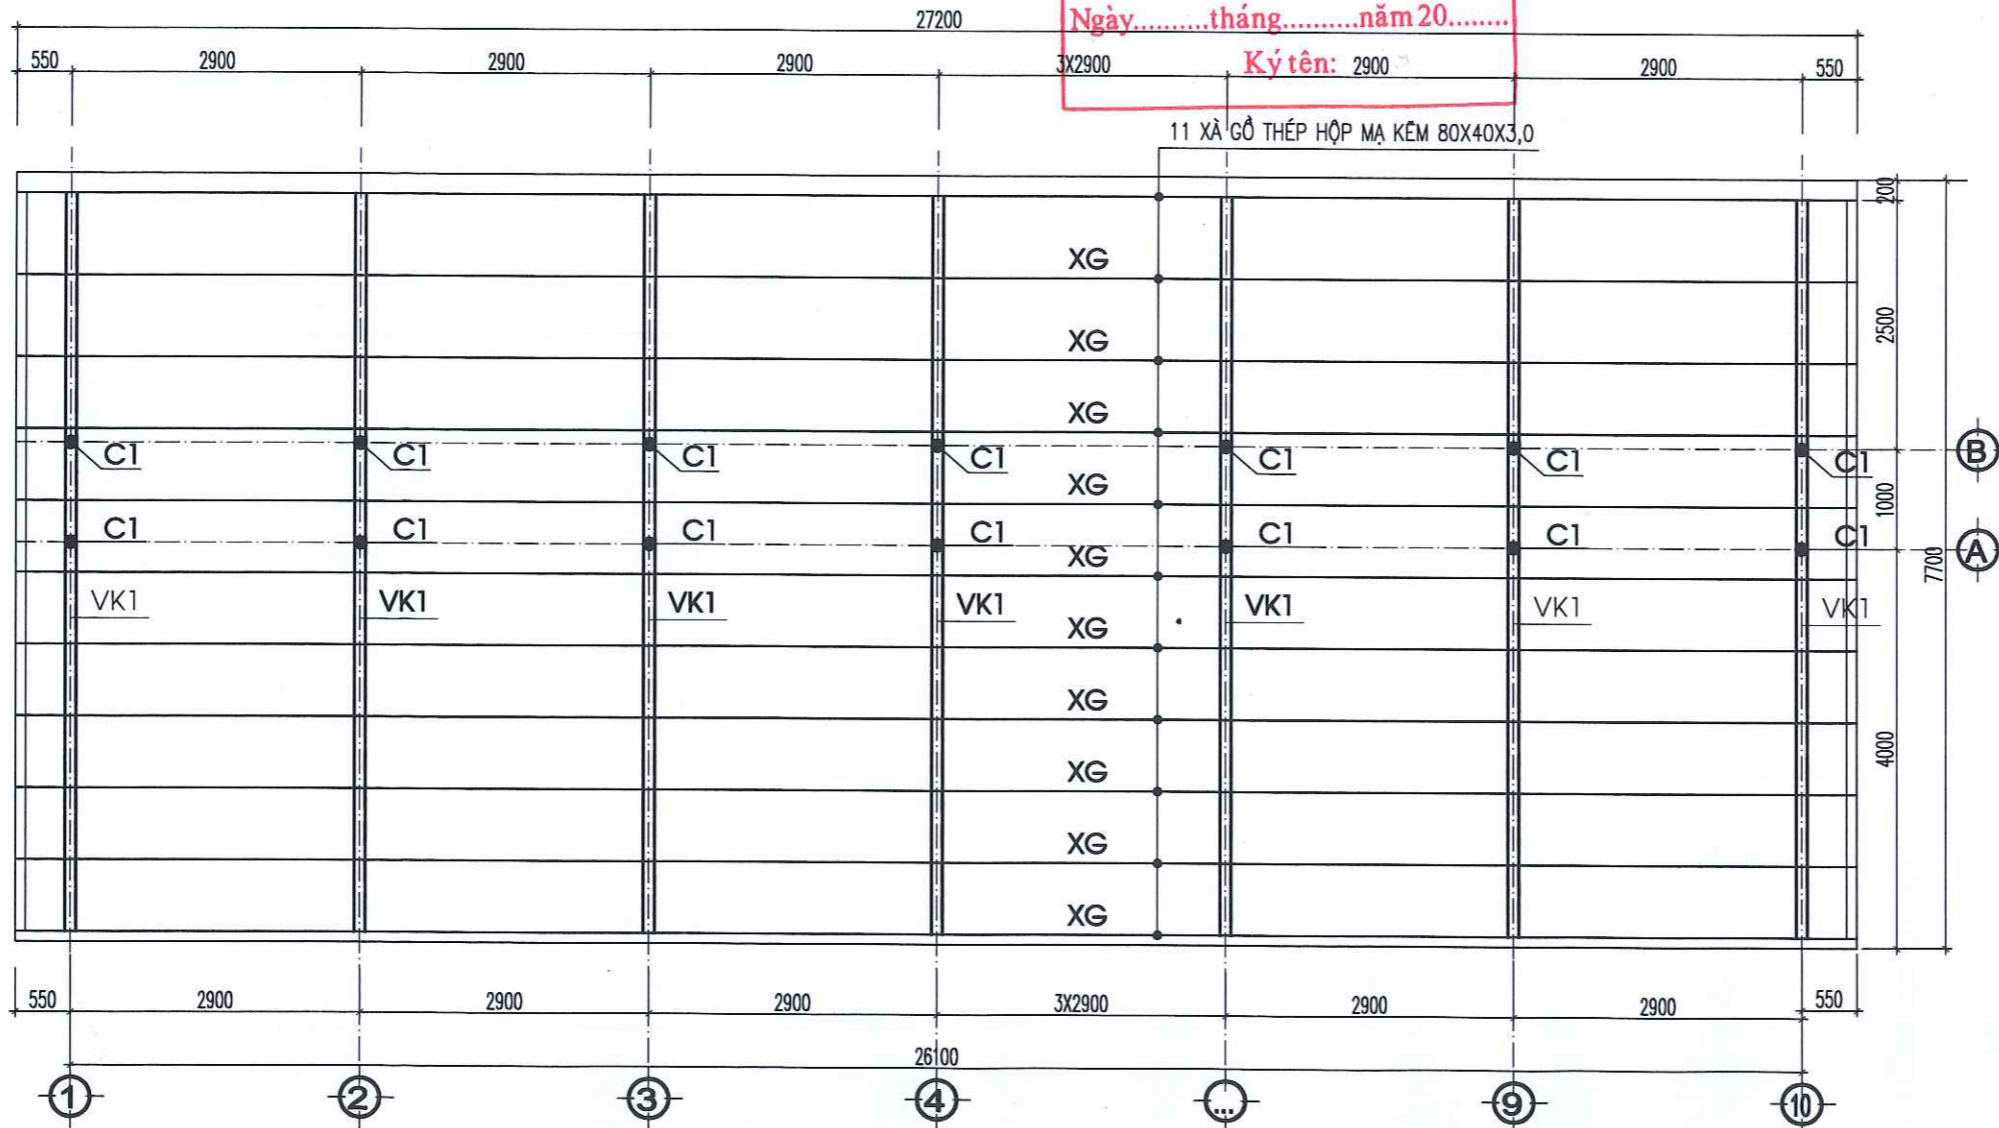 27200
Ngày..........tháng..........năm 20........
550 2900 2900 2900 3X2900 Ký tên: 2900 2900 550
11 XÀ GỒ THÉP HỘP MẠ KẼM 80X40X3,0
200
XG
2500
XG
XG
C1 C1 C1 C1 C1 C1 C1 B
XG
1000
C1 C1 C1 C1 C1 C1 C1 A
XG
7700
VK1 VK1 VK1 VK1 VK1 VK1 VK1
XG
XG
4000
XG
XG
XG
550 2900 2900 2900 3X2900 2900 2900 550
26100
1 2 3 4 ... 9 10